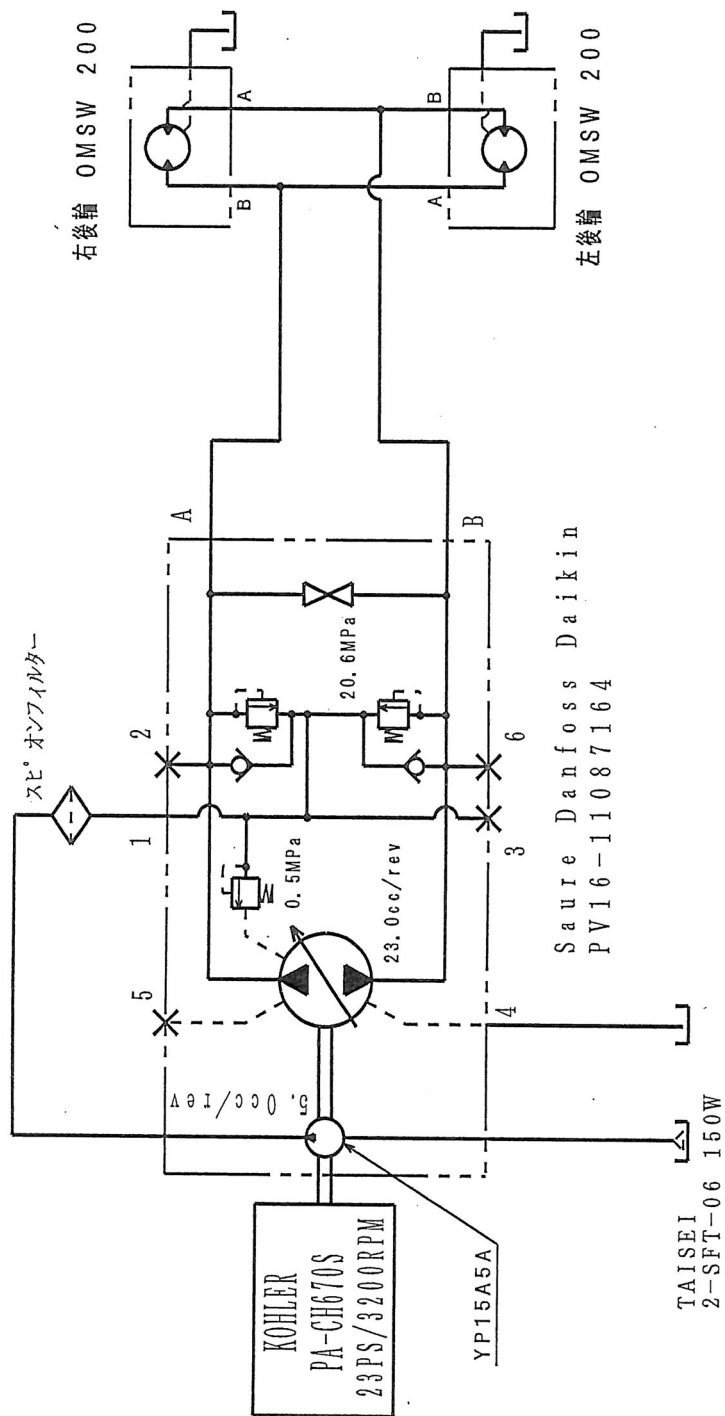 右後輪 OMSW 200
A
B
左後輪 OMSW 200
B
A
スピンオンフィルター
A
B
2
1
5
6
3
4
20.6MPa
0.5MPa
23.0cc/rev
5.0cc/rev
Saure Danfoss Daikin
PV16-11087164
KOHLER
PA-CH670S
23PS/3200RPM
YP15A5A
TAISEI
2-SFT-06 150W